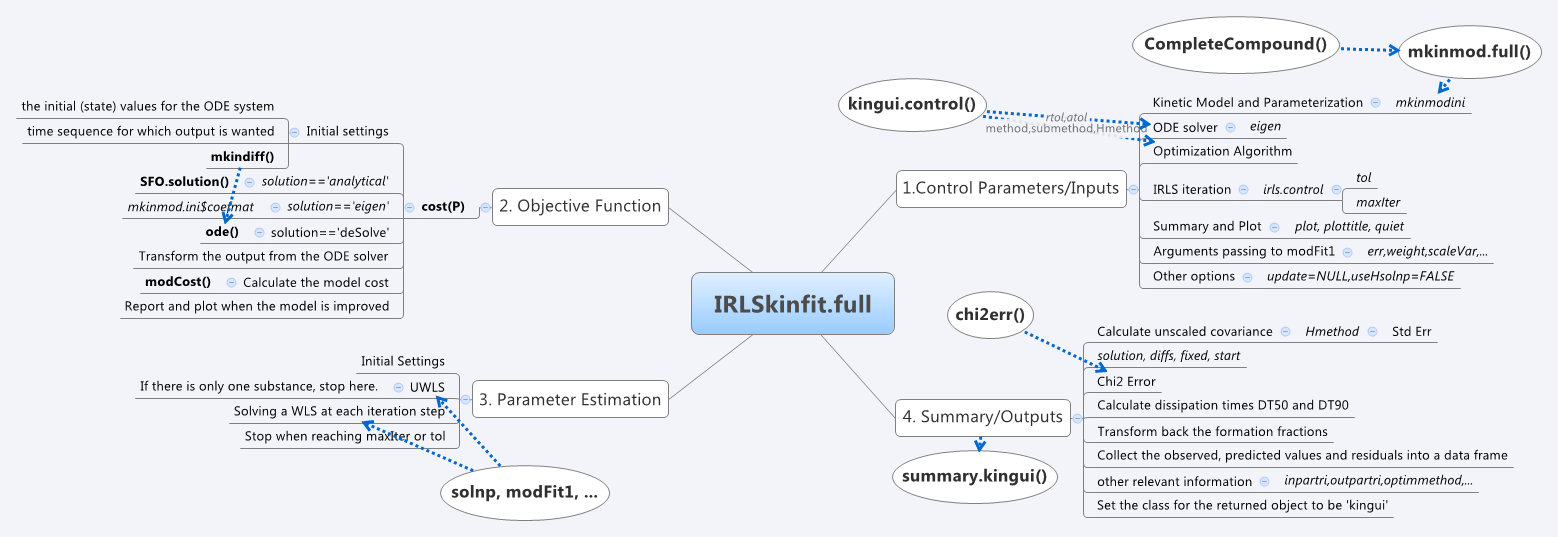 IRLSkinfit.full
CompleteCompound()
mkinmod.full()
kingui.control()
rtol,atol
method,submethod,Hmethod
1.Control Parameters/Inputs
Kinetic Model and Parameterization mkinmodini
ODE solver eigen
Optimization Algorithm
IRLS iteration irls.control
tol
maxIter
Summary and Plot plot, plottitle, quiet
Arguments passing to modFit1 err,weight,scaleVar,...
Other options update=NULL,useHsolnp=FALSE
2. Objective Function
cost(P)
the initial (state) values for the ODE system
time sequence for which output is wanted
Initial settings
mkindiff()
SFO.solution() solution=='analytical'
mkinmod.ini$coefmat solution=='eigen'
ode() solution=='deSolve'
Transform the output from the ODE solver
modCost() Calculate the model cost
Report and plot when the model is improved
3. Parameter Estimation
Initial Settings
If there is only one substance, stop here. UWLS
Solving a WLS at each iteration step
Stop when reaching maxIter or tol
solnp, modFit1, ...
4. Summary/Outputs
chi2err()
summary.kingui()
Calculate unscaled covariance Hmethod Std Err
solution, diffs, fixed, start
Chi2 Error
Calculate dissipation times DT50 and DT90
Transform back the formation fractions
Collect the observed, predicted values and residuals into a data frame
other relevant information inpartri,outpartri,optimmethod,...
Set the class for the returned object to be 'kingui'